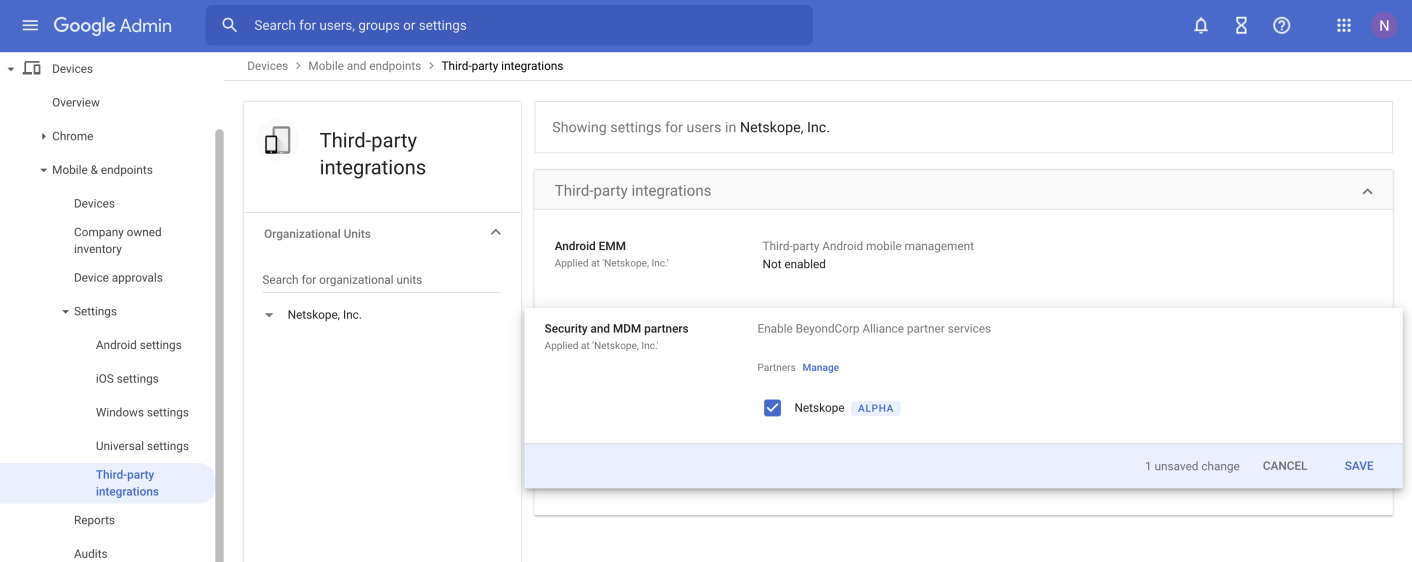 Google Admin
Search for users, groups or settings
N
Devices
Overview
Chrome
Mobile & endpoints
Devices
Company owned
inventory
Device approvals
Settings
Android settings
iOS settings
Windows settings
Universal settings
Third-party
integrations
Reports
Audits
Devices > Mobile and endpoints > Third-party integrations
Third-party
integrations
Organizational Units
Search for organizational units
Netskope, Inc.
Showing settings for users in Netskope, Inc.
Third-party integrations
Android EMM
Applied at 'Netskope, Inc.'
Third-party Android mobile management
Not enabled
Security and MDM partners
Applied at 'Netskope, Inc.'
Enable BeyondCorp Alliance partner services
Partners Manage
Netskope ALPHA
1 unsaved change CANCEL SAVE